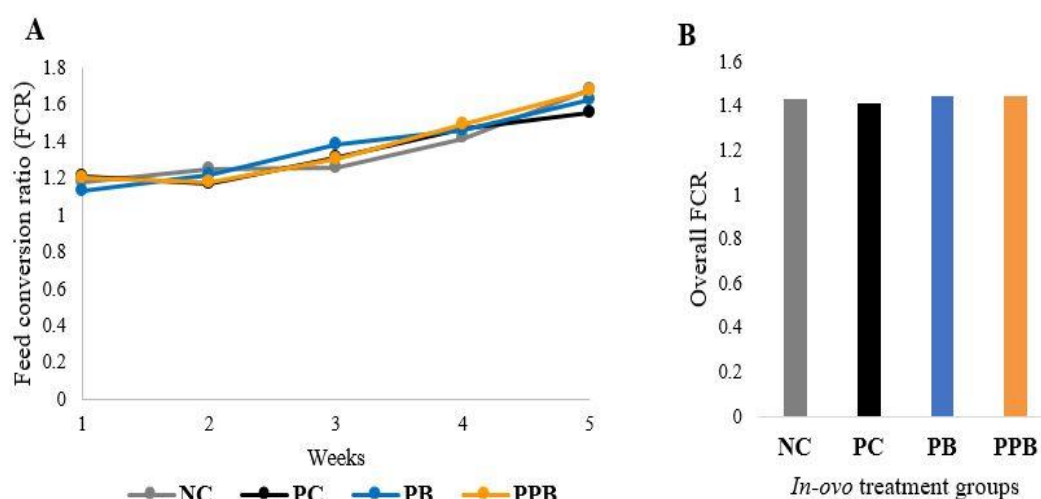 A
Feed conversion ratio (FCR)
1.8
1.6
1.4
1.2
1
0.8
0.6
0.4
0.2
0
1 2 3 4 5
Weeks
NC PC PB PPB
B
Overall FCR
1.6
1.4
1.2
1
0.8
0.6
0.4
0.2
0
NC PC PB PPB
In-ovo treatment groups